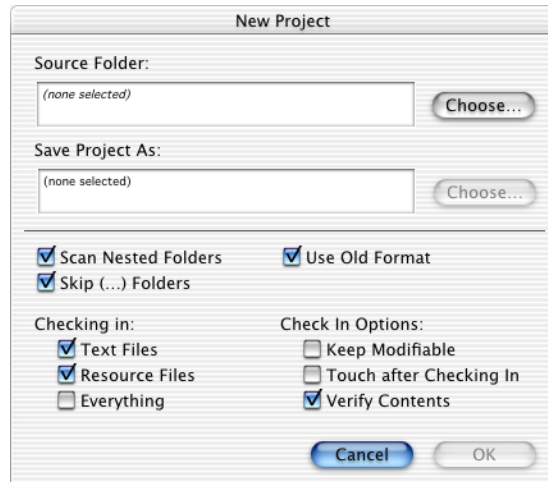 New Project
Source Folder:
(none selected)
Choose...
Save Project As:
(none selected)
Choose...
Scan Nested Folders
Use Old Format
Skip (...) Folders
Checking in:
Text Files
Resource Files
Everything
Check In Options:
Keep Modifiable
Touch after Checking In
Verify Contents
Cancel
OK